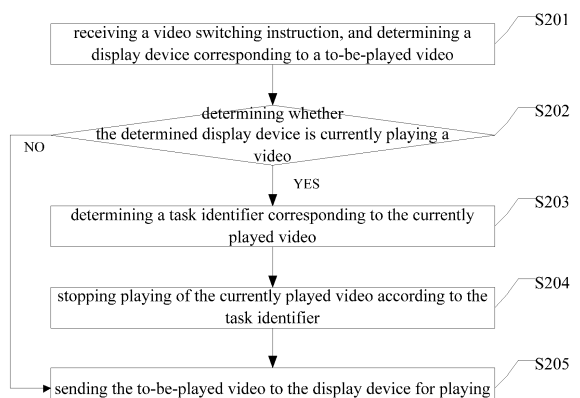 S201
receiving a video switching instruction, and determining a
display device corresponding to a to-be-played video
S202
determining whether
the determined display device is currently playing a
video
NO
YES
S203
determining a task identifier corresponding to the currently
played video
S204
stopping playing of the currently played video according to the
task identifier
S205
sending the to-be-played video to the display device for playing